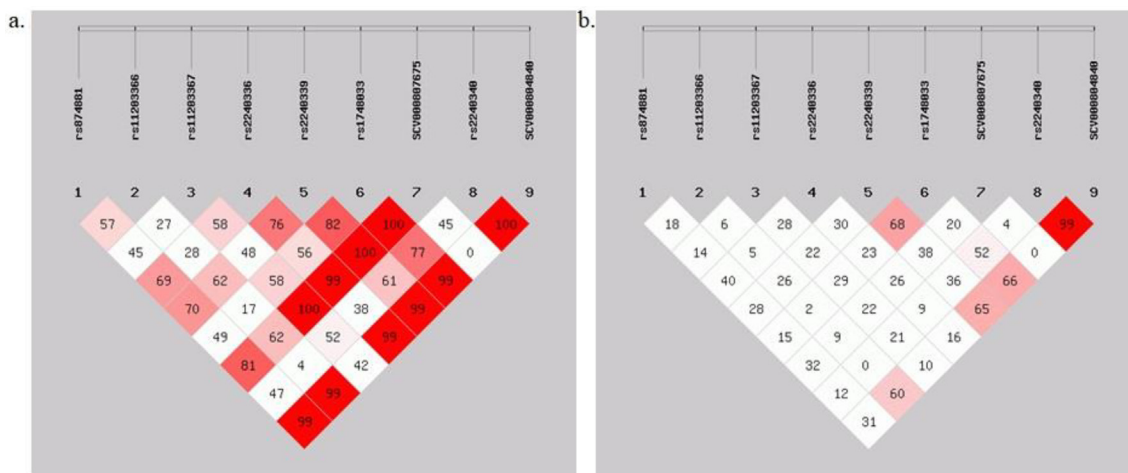 a.
rs874881
rs11203366
rs11203367
rs2240336
rs2240339
rs1748033
SCV000807675
rs2240340
SCV000804840
1 2 3 4 5 6 7 8 9
57 27 58 76 82 100 45 100
45 28 48 56 100 77 0
69 62 58 99 61 99
70 17 100 38 99
49 62 52 99
81 4 42
47 99
99
b.
rs874881
rs11203366
rs11203367
rs2240336
rs2240339
rs1748033
SCV000807675
rs2240340
SCV000804840
1 2 3 4 5 6 7 8 9
18 6 28 30 68 20 4 99
14 5 22 23 38 52 0
40 26 29 26 36 66
28 2 22 9 65
15 9 21 16
32 0 10
12 60
31